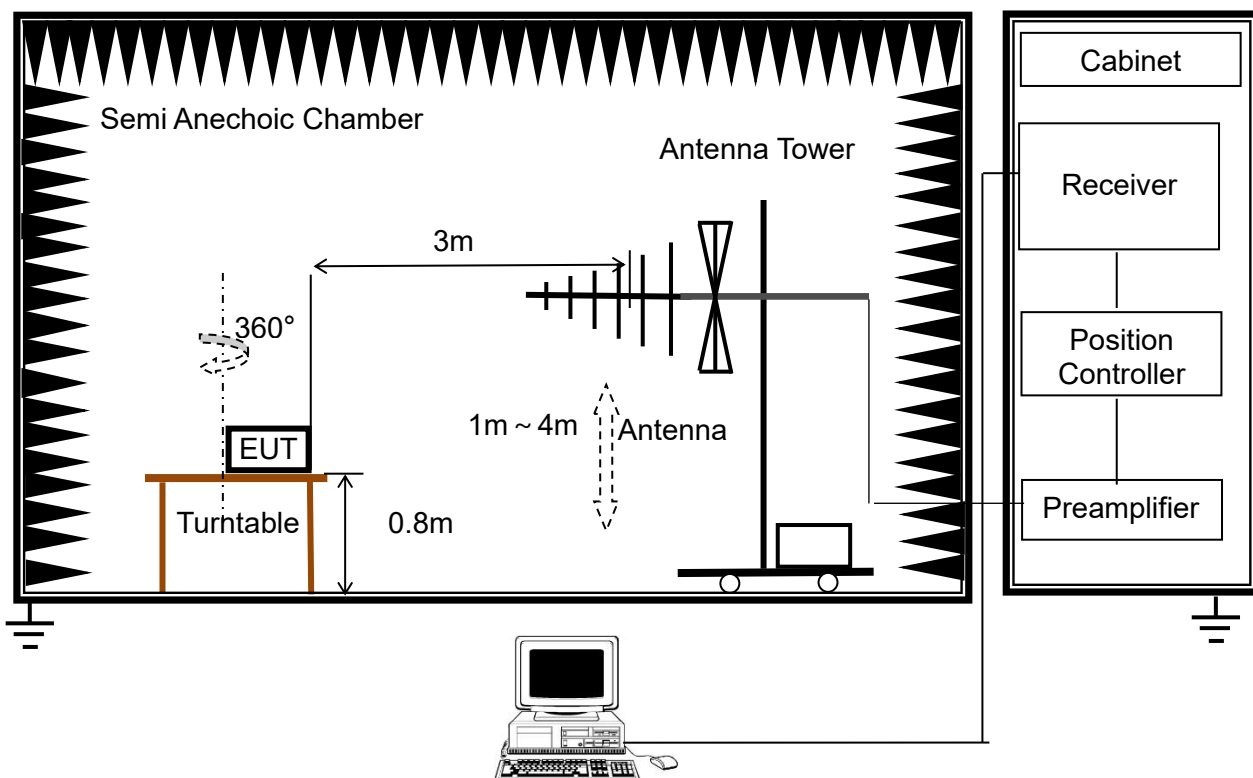 Cabinet
Semi Anechoic Chamber
Antenna Tower
Receiver
3m
360°
Position
Controller
1m ~ 4m
Antenna
EUT
Turntable
0.8m
Preamplifier